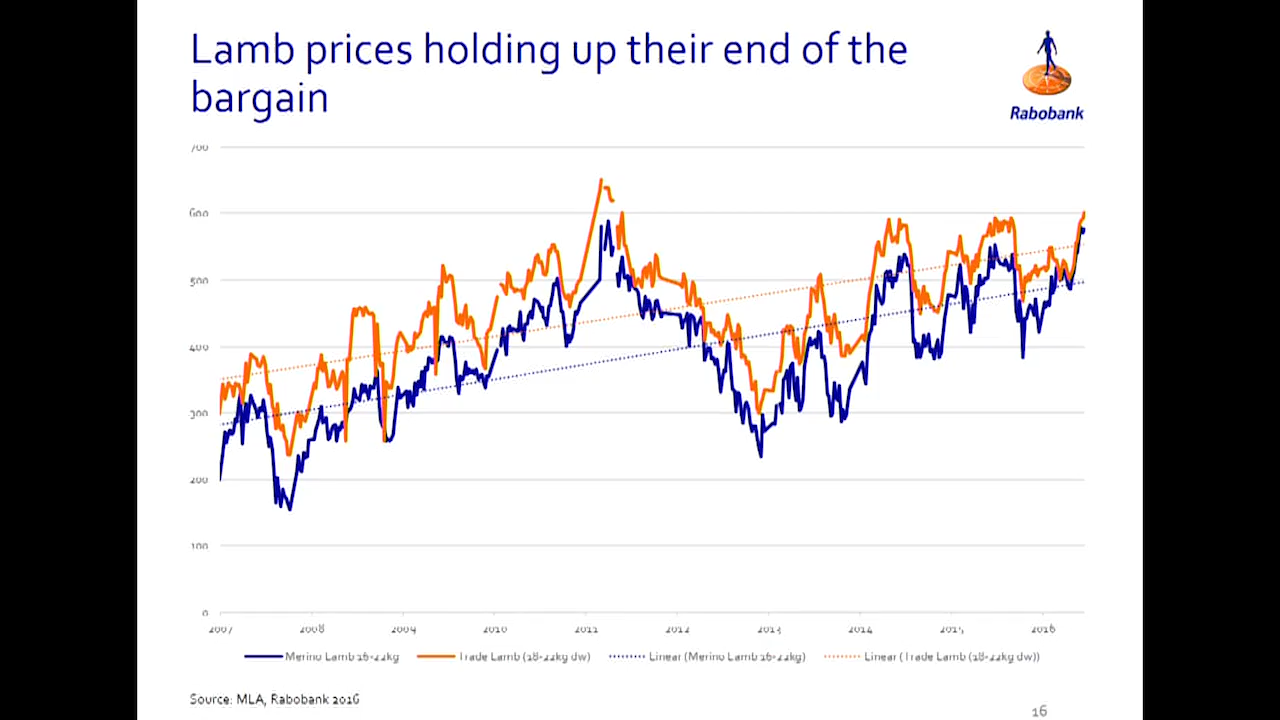 Lamb prices holding up their end of the
bargain
Rabobank
700
600
500
400
300
200
100
0
2007 2008 2009 2010 2011 2012 2013 2014 2015 2016
Merino Lamb 16-22kg Trade Lamb (18-22kg dw) Linear (Merino Lamb 16-22kg) Linear (Trade Lamb (18-22kg dw))
Source: MLA, Rabobank 2016
16